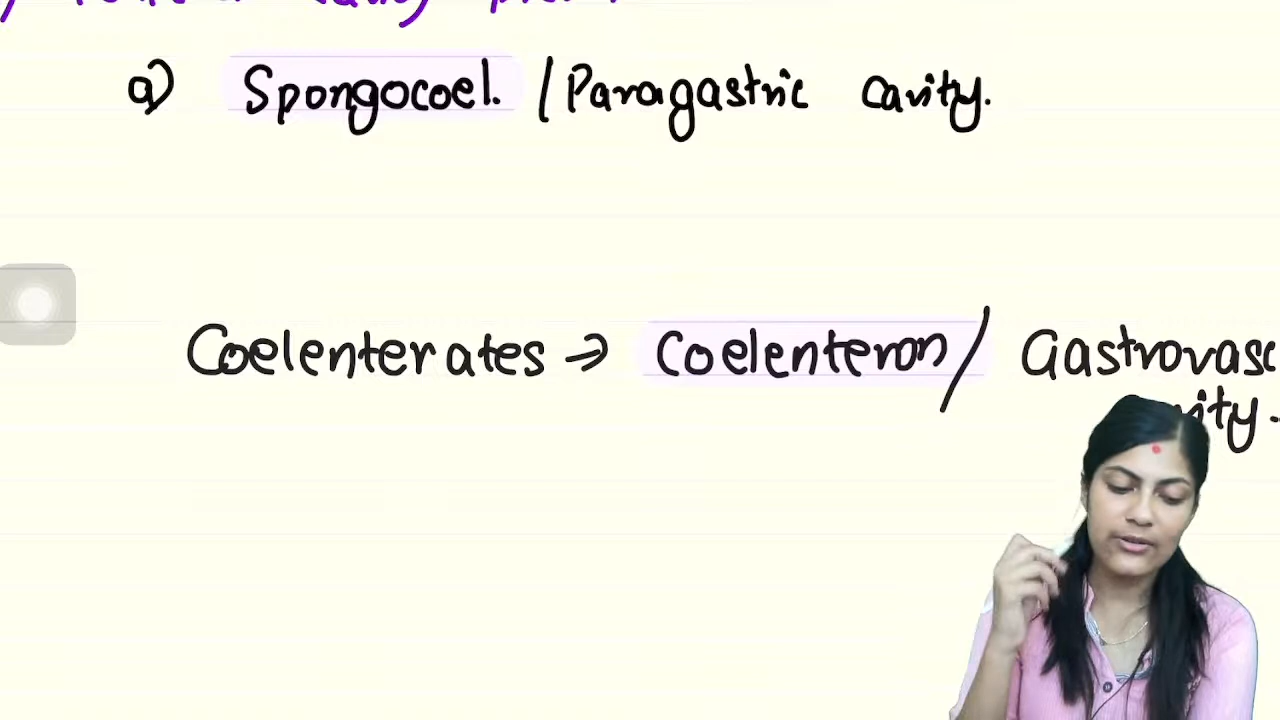 a) Spongocoel. / Paragastric cavity.
Coelenterates → Coelenteron / Gastrovasc